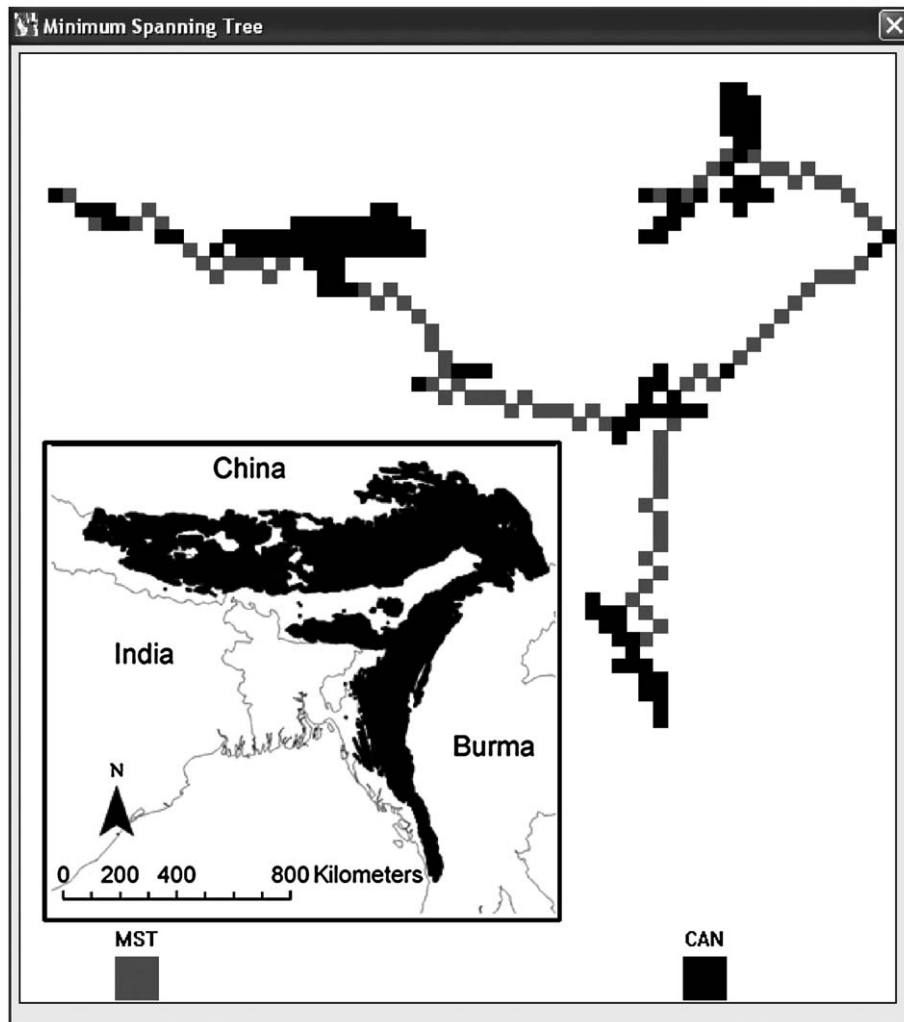 Minimum Spanning Tree
China
India
Burma
N
0 200 400 800 Kilometers
MST CAN